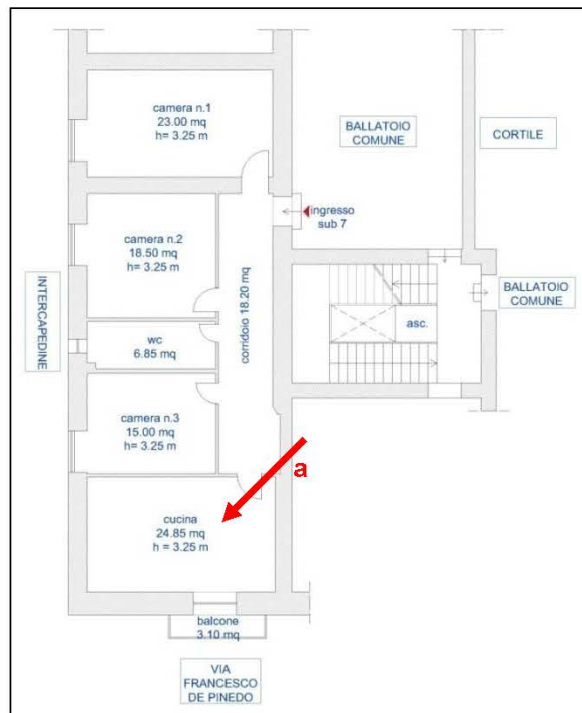 camera n.1
23.00 mq
h= 3.25 m
BALLATOIO
COMUNE
CORTILE
ingresso
sub 7
camera n.2
18.50 mq
h= 3.25 m
INTERCAPEDINE
corridoio 18.20 mq
BALLATOIO
COMUNE
asc.
wc
6.85 mq
camera n.3
15.00 mq
h= 3.25 m
a
cucina
24.85 mq
h = 3.25 m
balcone
3.10 mq
VIA
FRANCESCO
DE PINEDO